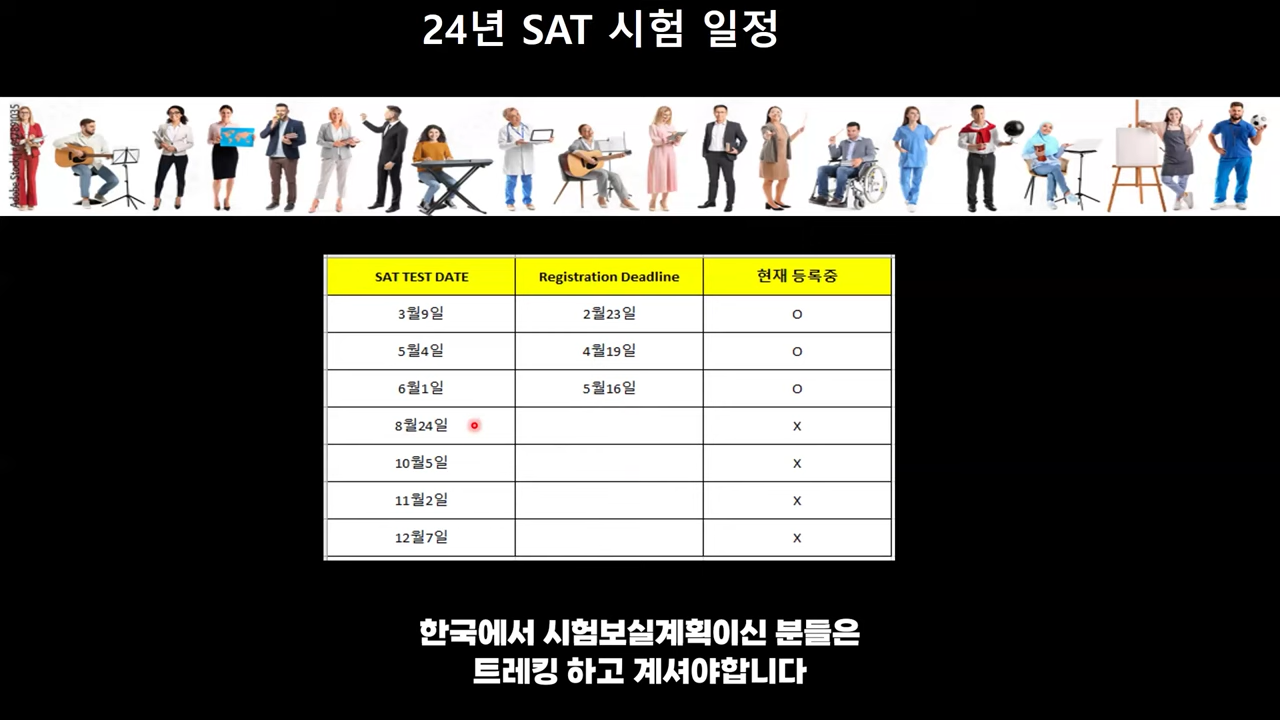 24년 SAT 시험 일정
SAT TEST DATE Registration Deadline 현재 등록중
3월9일 2월23일 O
5월4일 4월19일 O
6월1일 5월16일 O
8월24일 X
10월5일 X
11월2일 X
12월7일 X
한국에서 시험보실계획이신 분들은
트레킹 하고 계셔야합니다